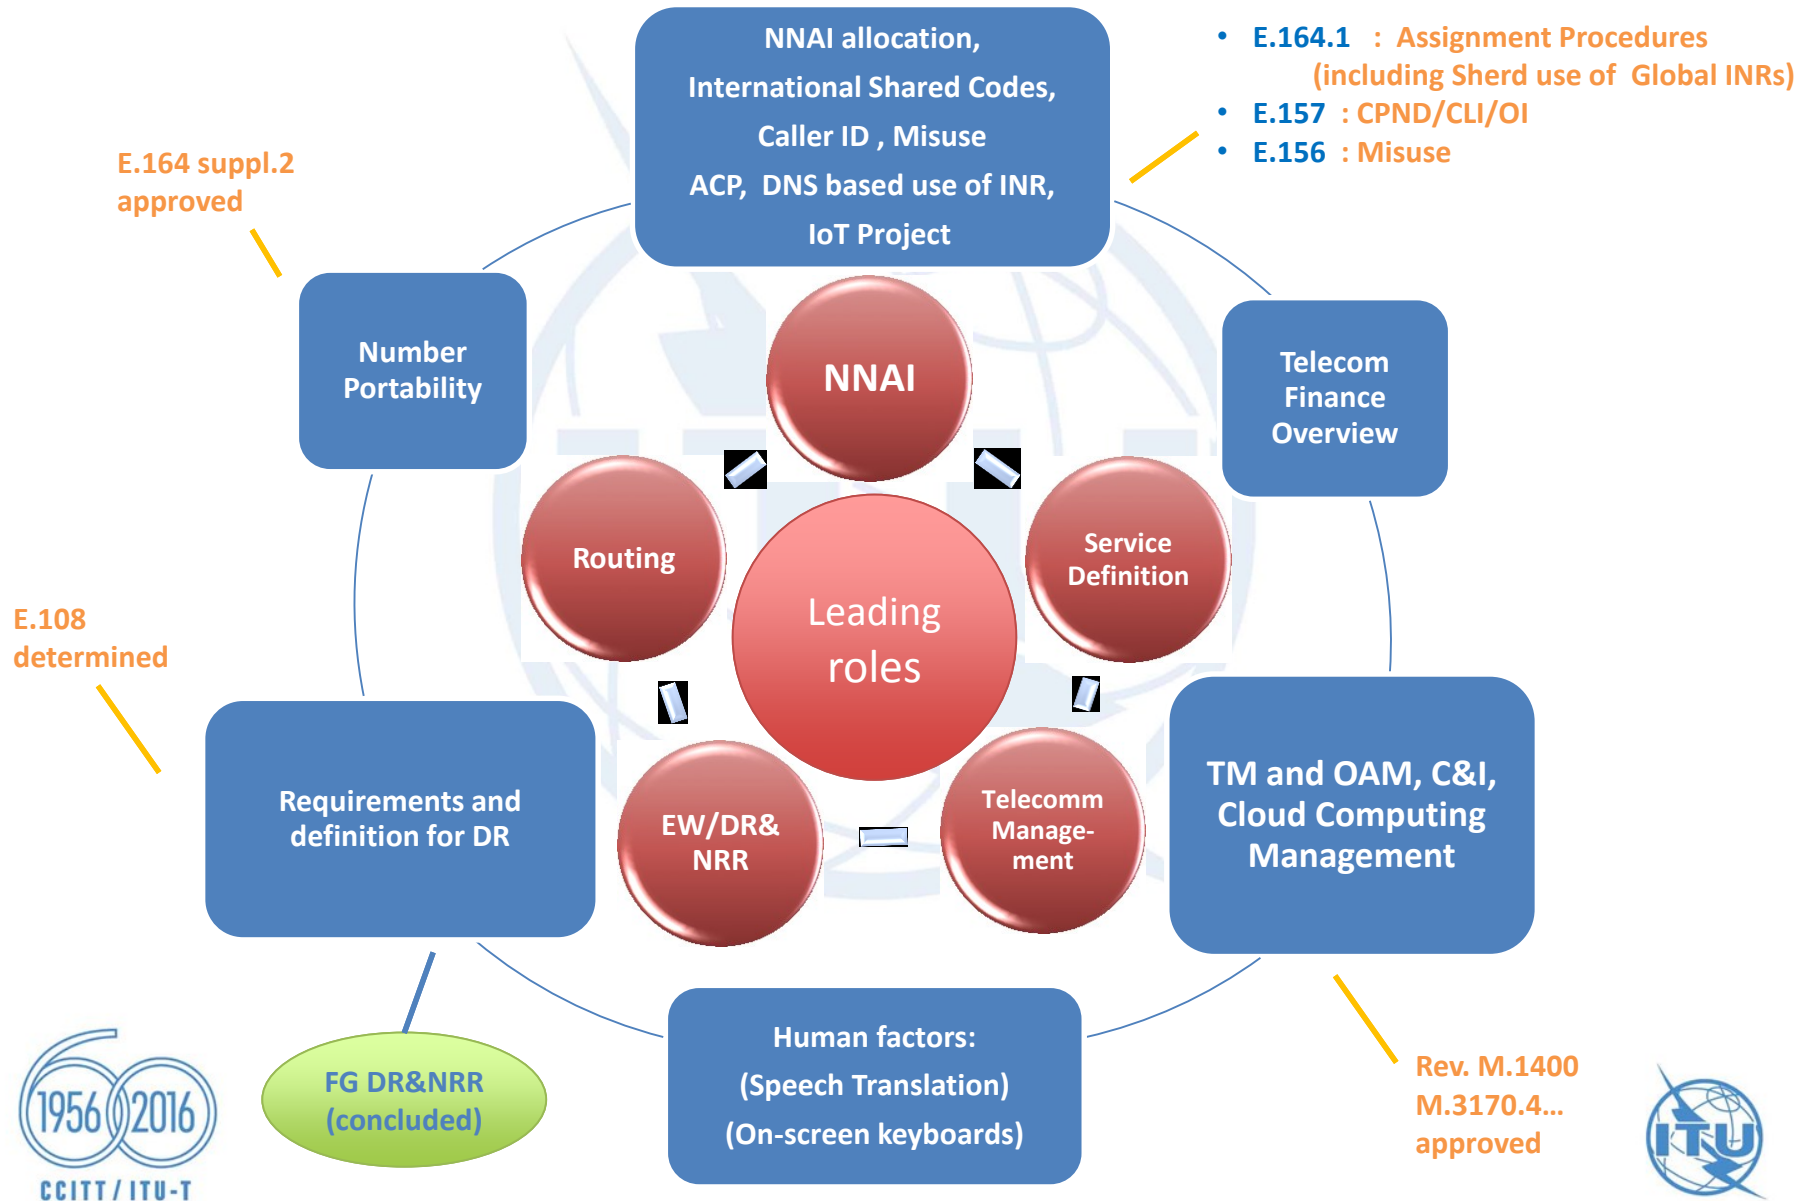 NNAI allocation,
International Shared Codes,
Caller ID , Misuse
ACP,  DNS based use of INR,
IoT Project
• E.164.1 : Assignment Procedures
(including Sherd use of Global INRs)
• E.157 : CPND/CLI/OI
• E.156 : Misuse
E.164 suppl.2
approved
Number
Portability
Telecom
Finance
Overview
NNAI
Routing
Service
Definition
Leading
roles
E.108
determined
Requirements and
definition for DR
EW/DR&
NRR
Telecomm
Manage-
ment
TM and OAM, C&I,
Cloud Computing
Management
Human factors:
(Speech Translation)
(On-screen keyboards)
FG DR&NRR
(concluded)
Rev. M.1400
M.3170.4…
approved
60
1956 2016
CCITT / ITU-T
ITU